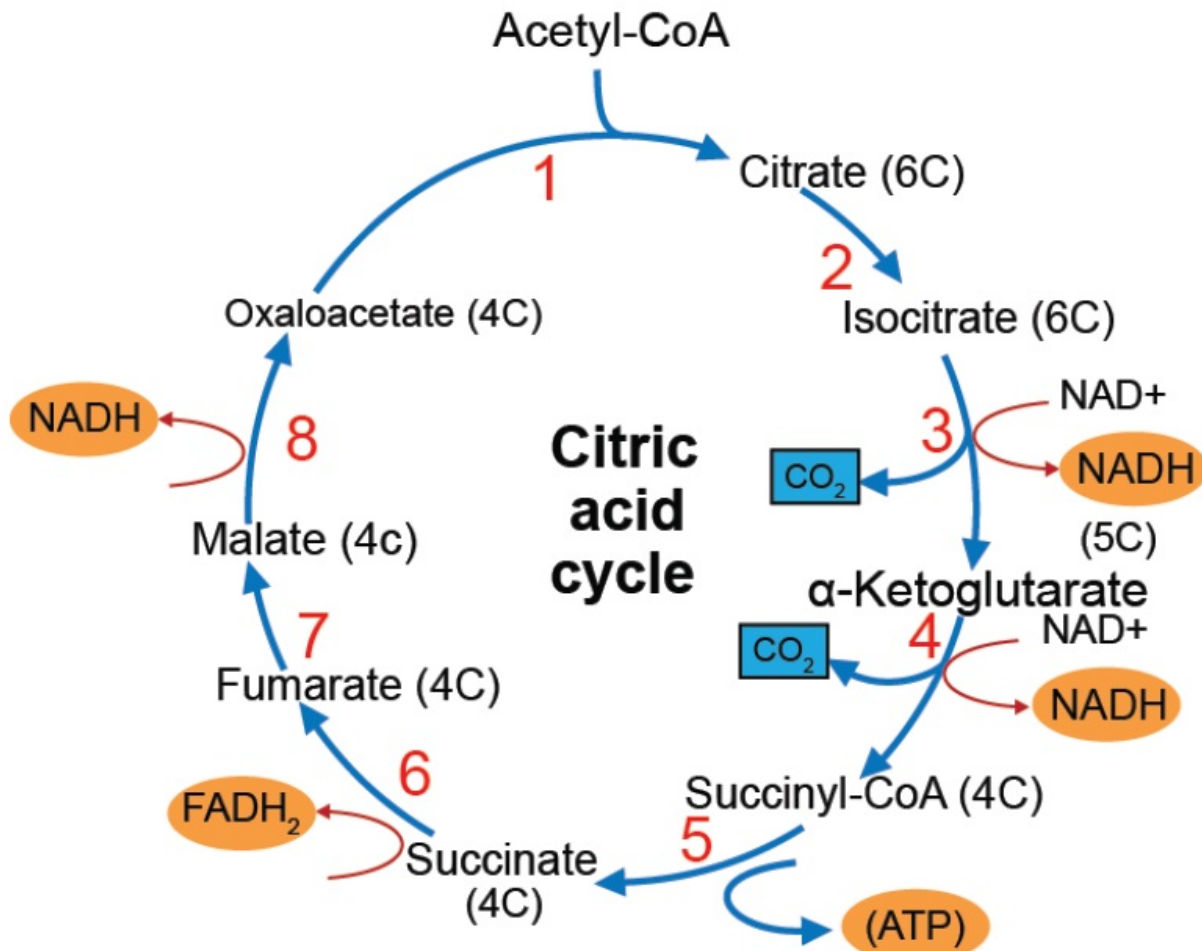 Acetyl-CoA
1
Citrate (6C)
2
Isocitrate (6C)
3
NAD+
NADH
CO₂
(5C)
α-Ketoglutarate
4
NAD+
NADH
CO₂
Succinyl-CoA (4C)
5
(ATP)
Succinate
(4C)
6
FADH₂
Fumarate (4C)
7
Malate (4c)
8
NADH
Oxaloacetate (4C)
Citric
acid
cycle